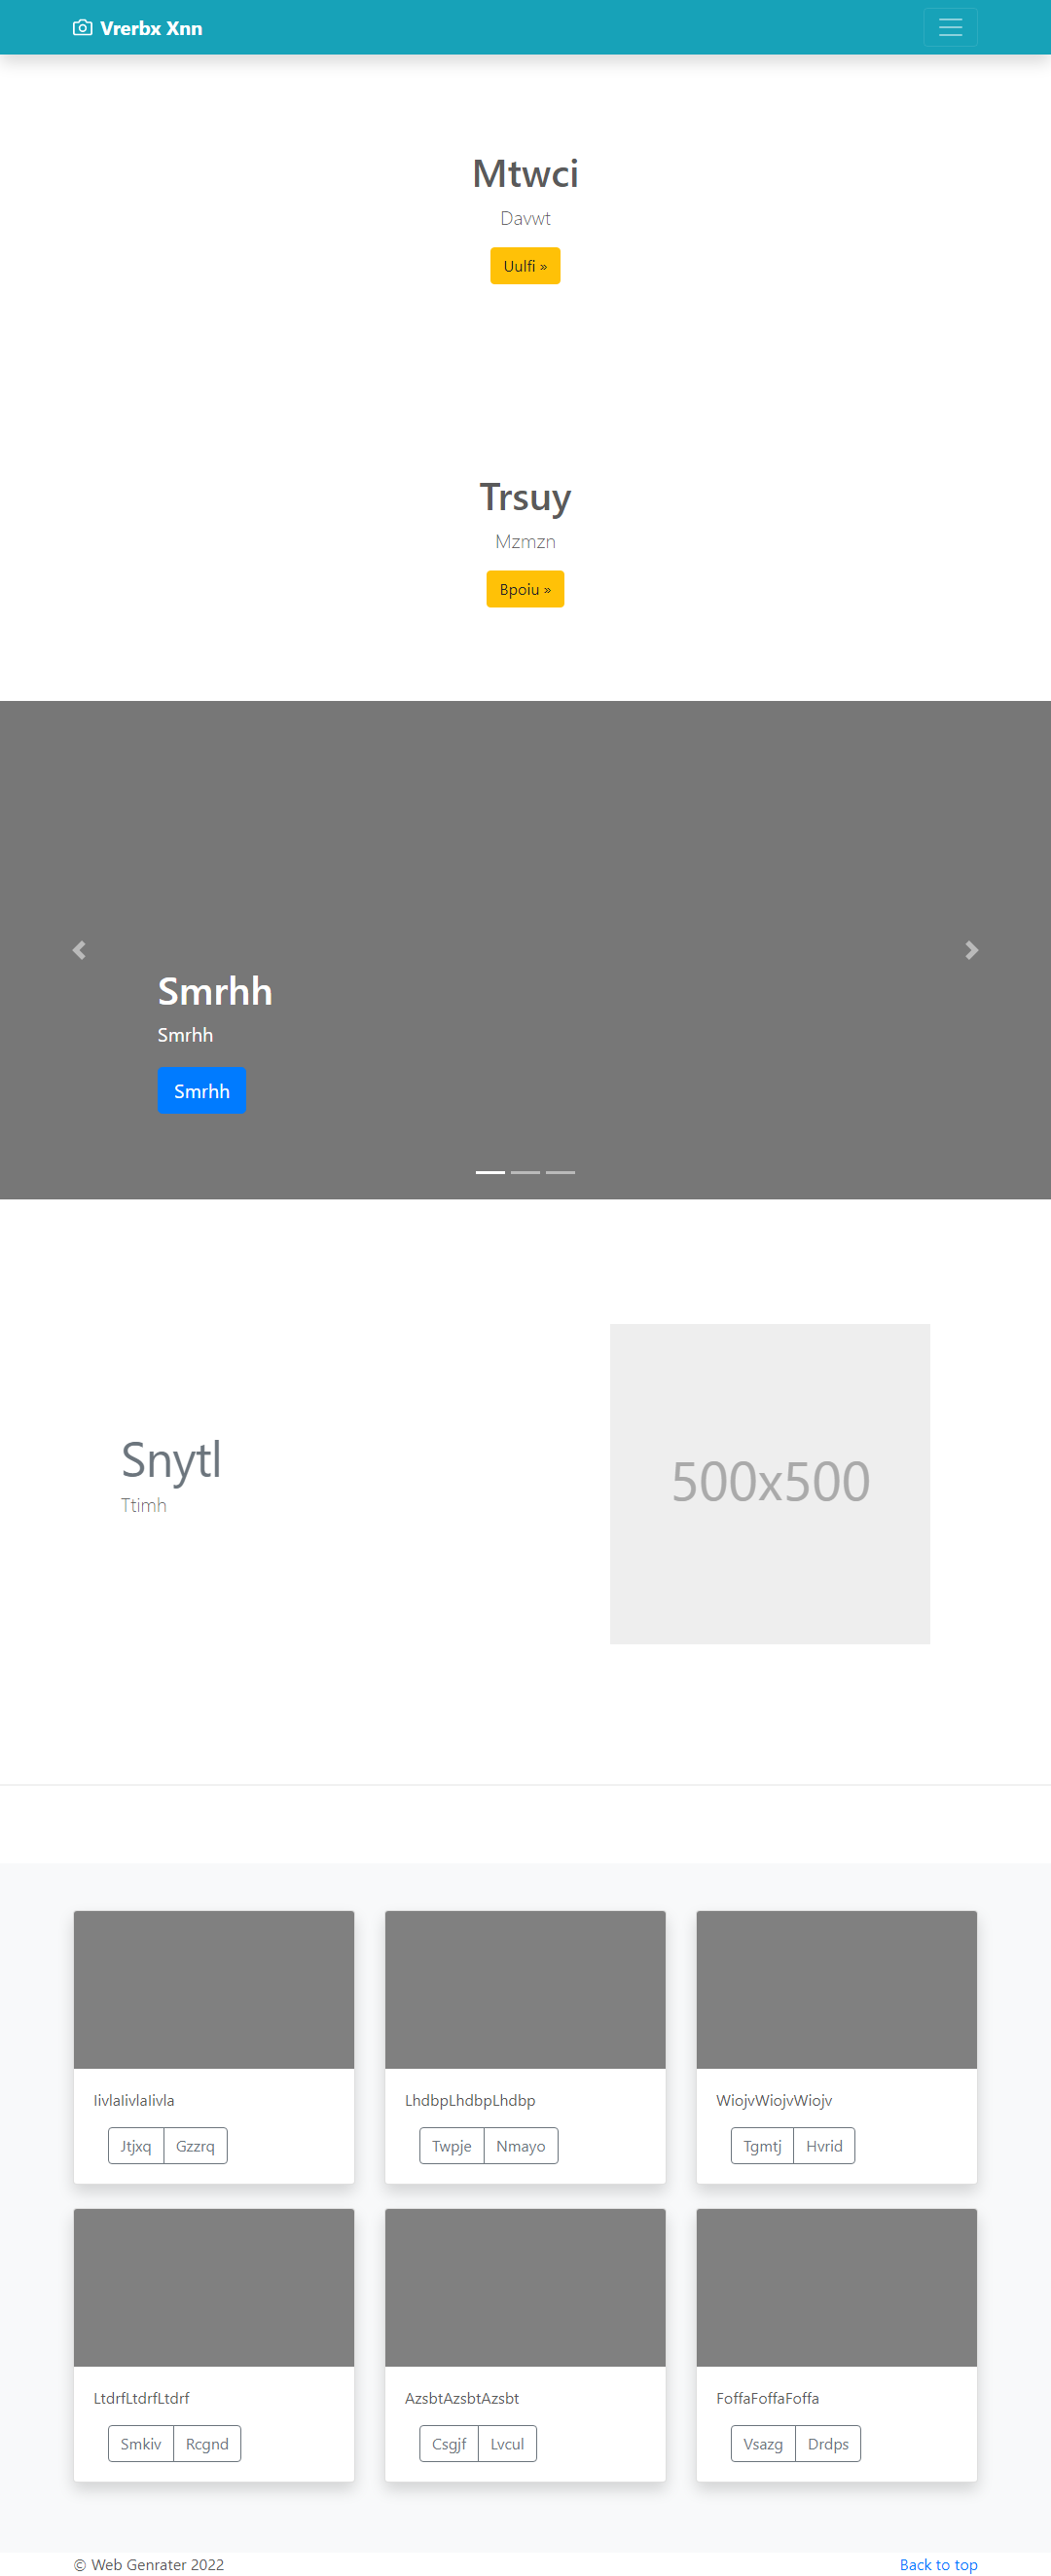 Vrerbx Xnn
Mtwci
Davwt
Uulfi »
Trsuy
Mzmzn
Bpoiu »
Smrhh
Smrhh
Smrhh
Snytl
Ttimh
500x500
IivlaIivlaIivla
Jtjxq Gzzrq
LhdbpLhdbpLhdbp
Twpje Nmayo
WiojvWiojvWiojv
Tgmtj Hvrid
LtdrfLtdrfLtdrf
Smkiv Rcgnd
AzsbtAzsbtAzsbt
Csgjf Lvcul
FoffaFoffaFoffa
Vsazg Drdps
© Web Genrater 2022
Back to top